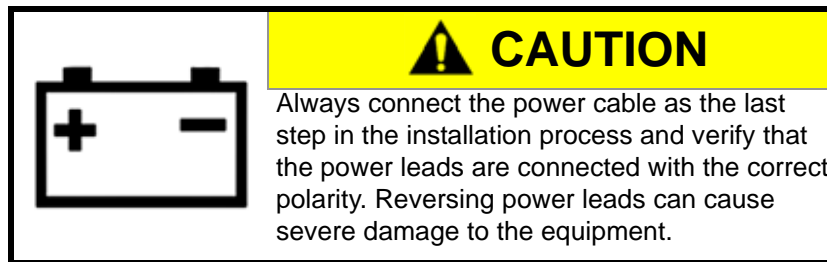 CAUTION
Always connect the power cable as the last
step in the installation process and verify that
the power leads are connected with the correct
polarity. Reversing power leads can cause
severe damage to the equipment.